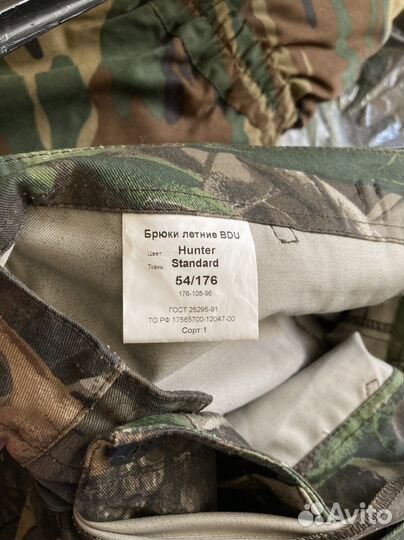 Брюки летние BDU
Цвет: Hunter
Ткань: Standard
54/176
176-108-96
ГОСТ 25295-91
ТО РФ 17565700-12047-00
Сорт:1
Avito